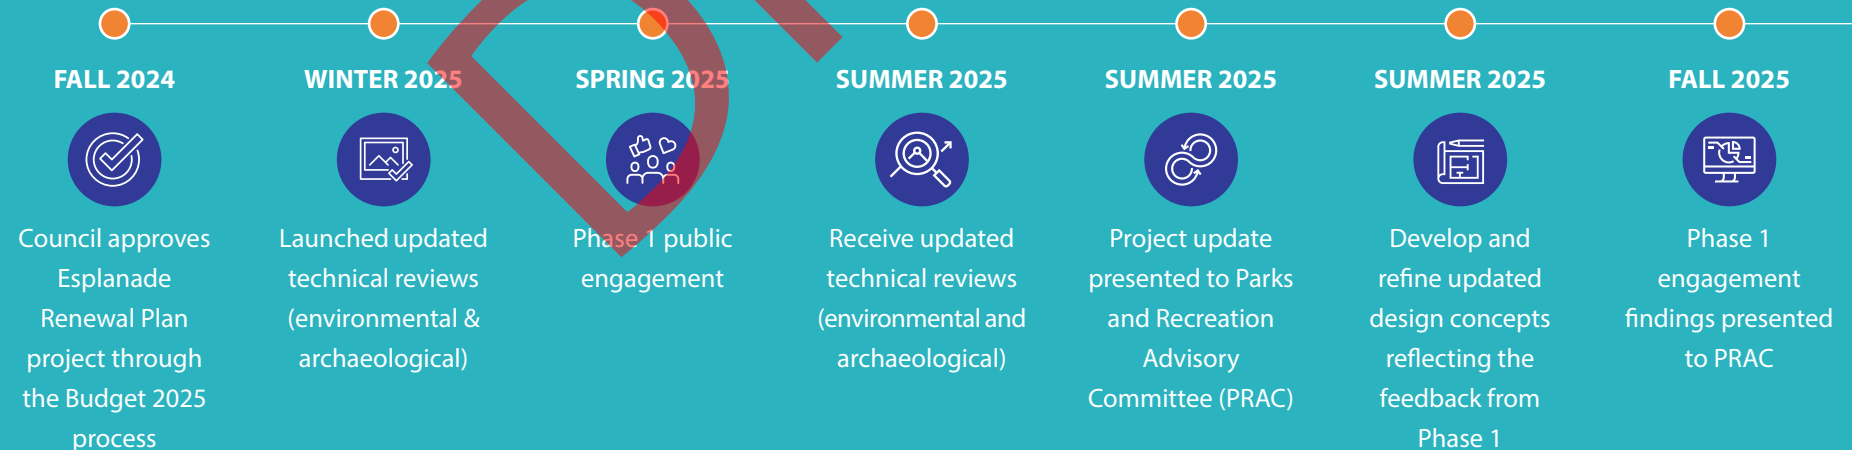 FALL 2024
Council approves
Esplanade
Renewal Plan
project through
the Budget 2025
process
WINTER 2025
Launched updated
technical reviews
(environmental &
archaeological)
SPRING 2025
Phase 1 public
engagement
SUMMER 2025
Receive updated
technical reviews
(environmental and
archaeological)
SUMMER 2025
Project update
presented to Parks
and Recreation
Advisory
Committee (PRAC)
SUMMER 2025
Develop and
refine updated
design concepts
reflecting the
feedback from
Phase 1
FALL 2025
Phase 1
engagement
findings presented
to PRAC